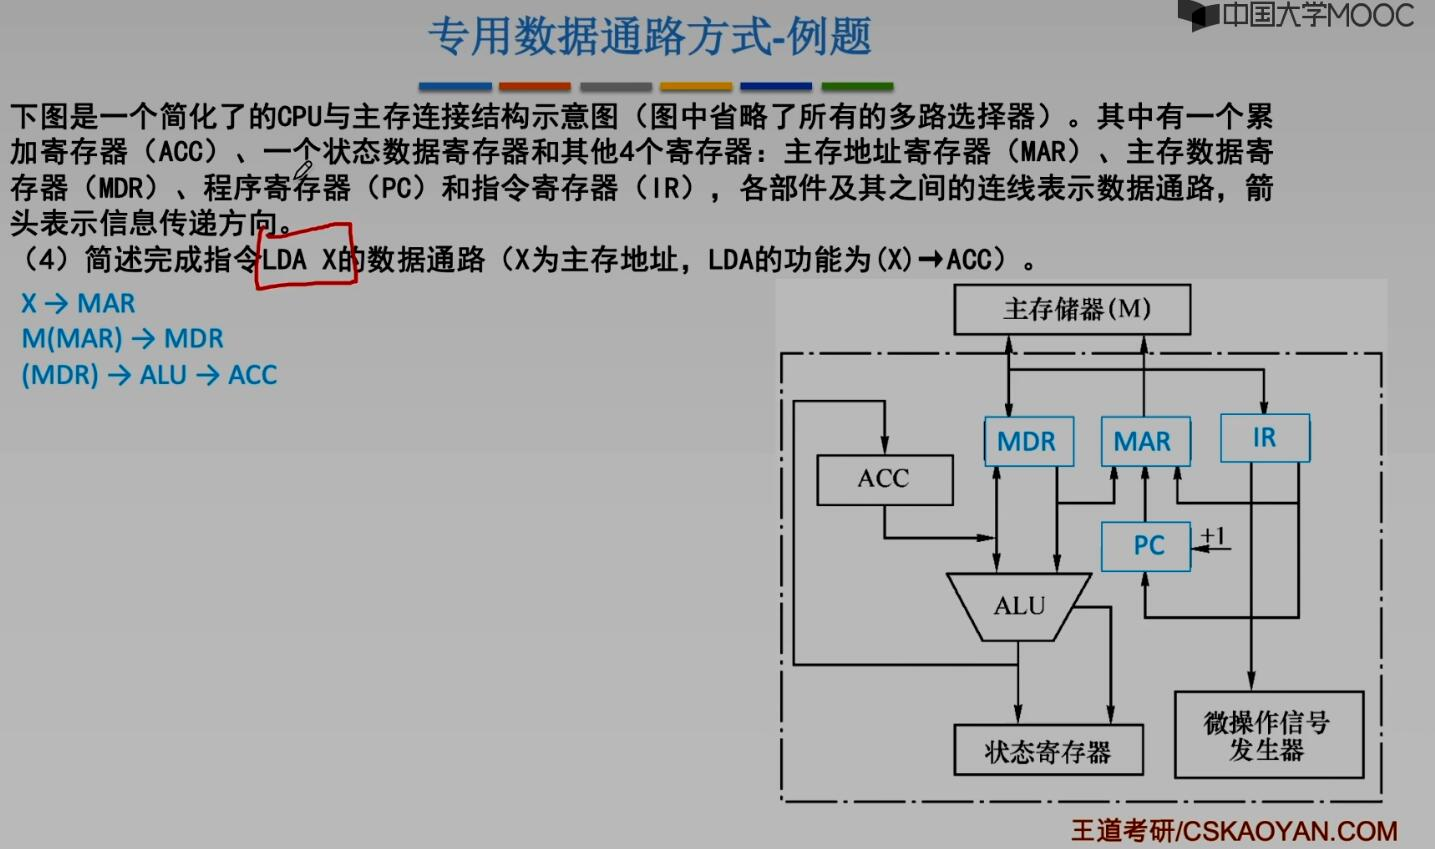 中国大学MOOC
专用数据通路方式-例题
下图是一个简化了的CPU与主存连接结构示意图（图中省略了所有的多路选择器）。其中有一个累
加寄存器（ACC）、一个状态数据寄存器和其他4个寄存器：主存地址寄存器（MAR）、主存数据寄
存器（MDR）、程序寄存器（PC）和指令寄存器（IR），各部件及其之间的连线表示数据通路，箭
头表示信息传递方向。
（4）简述完成指令LDA X的数据通路（X为主存地址，LDA的功能为(X)→ACC）。
X → MAR
M(MAR) → MDR
(MDR) → ALU → ACC
主存储器(M)
MDR
MAR
IR
ACC
PC
+1
ALU
状态寄存器
微操作信号
发生器
王道考研/CSKAOYAN.COM